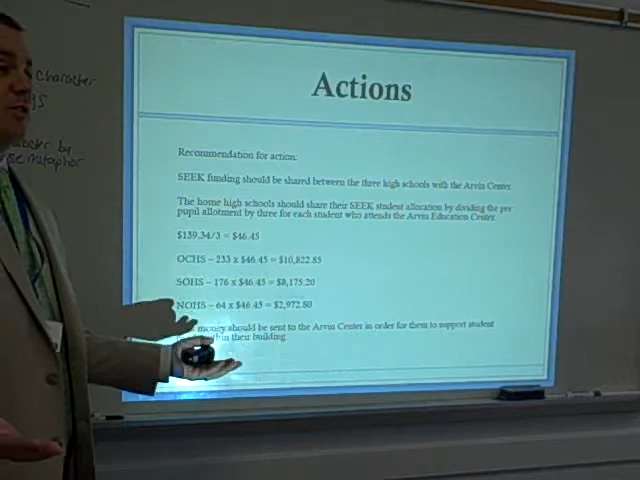 Actions
character
Recommendation for action:
SEEK funding should be shared between the three high schools with the Arvin Center
by
metaphor
The home high schools should share their SEEK student allocation by dividing the per
pupil allotment by three for each student who attends the Arvin Education Center.
$139.34/3 = $46.45
OCHS – 233 x $46.45 = $10,822.85
SOHS – 176 x $46.45 = $8,175.20
NOHS – 64 x $46.45 = $2,972.80
money should be sent to the Arvin Center in order for them to support student
their building